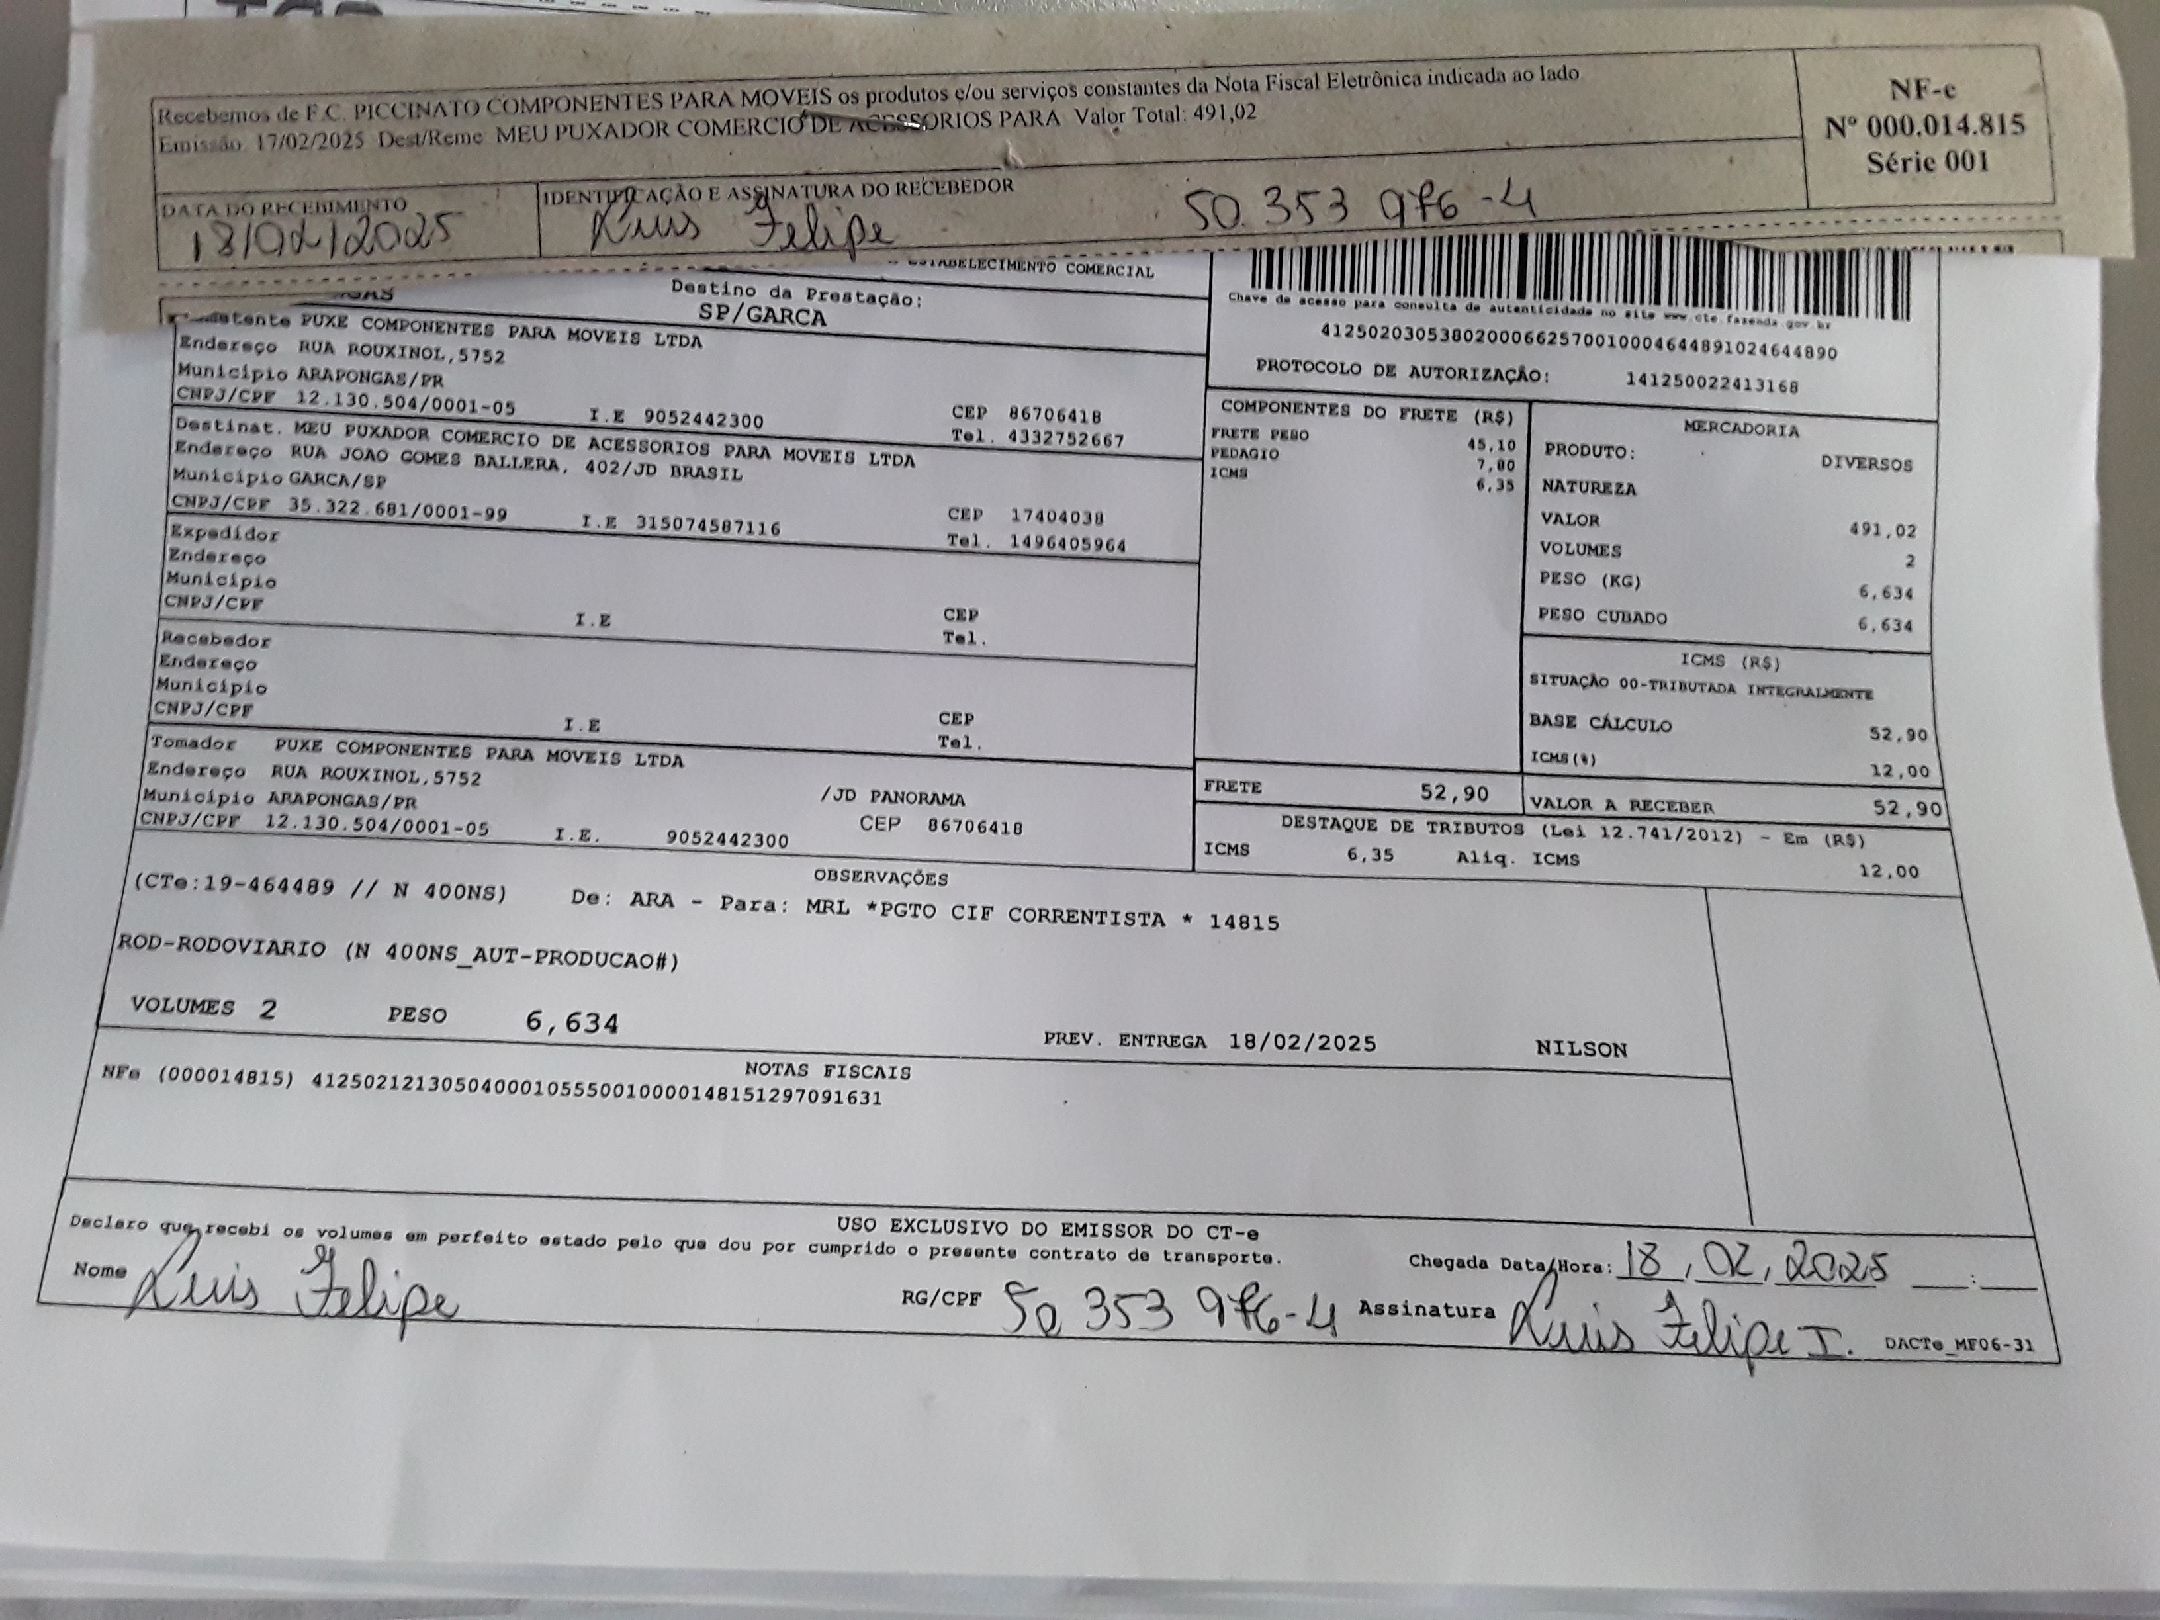 Recebemos de F.C. PICCINATO COMPONENTES PARA MOVEIS os produtos e/ou serviços constantes da Nota Fiscal Eletrônica indicada ao lado
Emissão 17/02/2025 Dest/Reme MEU PUXADOR COMERCIO DE ACESSORIOS PARA Valor Total: 491,02
NF-e
Nº 000.014.815
Série 001
DATA DO RECEBIMENTO
18/02/2025
IDENTIFICAÇÃO E ASSINATURA DO RECEBEDOR
Luis Felipe 50.353 976-4
ESTABELECIMENTO COMERCIAL
Destino da Prestação:
SP/GARCA
PUXE COMPONENTES PARA MOVEIS LTDA
Endereço RUA ROUXINOL,5752
Município ARAPONGAS/PR
CNPJ/CPF 12.130.504/0001-05 I.E 9052442300
CEP 86706418
Tel. 4332752667
Destinat. MEU PUXADOR COMERCIO DE ACESSORIOS PARA MOVEIS LTDA
Endereço RUA JOAO GOMES BALLERA, 402/JD BRASIL
Município GARCA/SP
CNPJ/CPF 35.322.681/0001-99 I.E 315074587116
CEP 17404038
Tel. 1496405964
Expedidor
Endereço
Município
CNPJ/CPF I.E
CEP
Tel.
Recebedor
Endereço
Município
CNPJ/CPF I.E
CEP
Tel.
Tomador PUXE COMPONENTES PARA MOVEIS LTDA
Endereço RUA ROUXINOL,5752 /JD PANORAMA
Município ARAPONGAS/PR CEP 86706418
CNPJ/CPF 12.130.504/0001-05 I.E. 9052442300
Chave de acesso para consulta de autenticidade no site www.cte.fazenda.gov.br
41250203053802000662570010004644891024644890
PROTOCOLO DE AUTORIZAÇÃO: 141250022413168
COMPONENTES DO FRETE (R$)
FRETE PESO 45,10
PEDAGIO 7,80
ICMS 6,35
MERCADORIA
PRODUTO: DIVERSOS
NATUREZA
VALOR 491,02
VOLUMES 2
PESO (KG) 6,634
PESO CUBADO 6,634
ICMS (R$)
SITUAÇÃO 00-TRIBUTADA INTEGRALMENTE
BASE CÁLCULO 52,90
ICMS(%) 12,00
FRETE 52,90
VALOR A RECEBER 52,90
DESTAQUE DE TRIBUTOS (Lei 12.741/2012) - Em (R$)
ICMS 6,35 Aliq. ICMS 12,00
OBSERVAÇÕES
(CTe:19-464489 // N 400NS) De: ARA - Para: MRL *PGTO CIF CORRENTISTA * 14815
ROD-RODOVIARIO (N 400NS_AUT-PRODUCAO#)
VOLUMES 2 PESO 6,634 PREV. ENTREGA 18/02/2025 NILSON
NOTAS FISCAIS
NFe (000014815) 41250212130504000105550010000148151297091631
USO EXCLUSIVO DO EMISSOR DO CT-e
Declaro que recebi os volumes em perfeito estado pelo que dou por cumprido o presente contrato de transporte.
Chegada Data/Hora: 18, 02, 2025 __:__
Nome Luis Felipe RG/CPF 50 353 976-4 Assinatura Luis Felipe I. DACTe_MF06-31